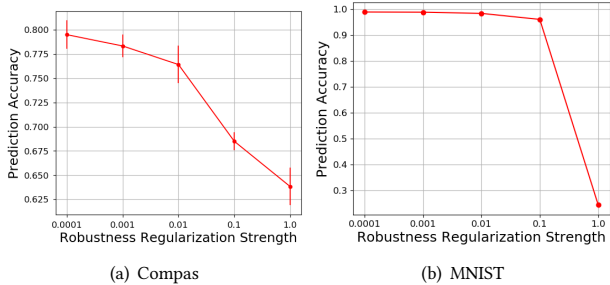 Prediction Accuracy
0.800
0.775
0.750
0.725
0.700
0.675
0.650
0.625
0.0001 0.001 0.01 0.1 1.0
Robustness Regularization Strength
(a) Compas
Prediction Accuracy
1.0
0.9
0.8
0.7
0.6
0.5
0.4
0.3
0.0001 0.001 0.01 0.1 1.0
Robustness Regularization Strength
(b) MNIST